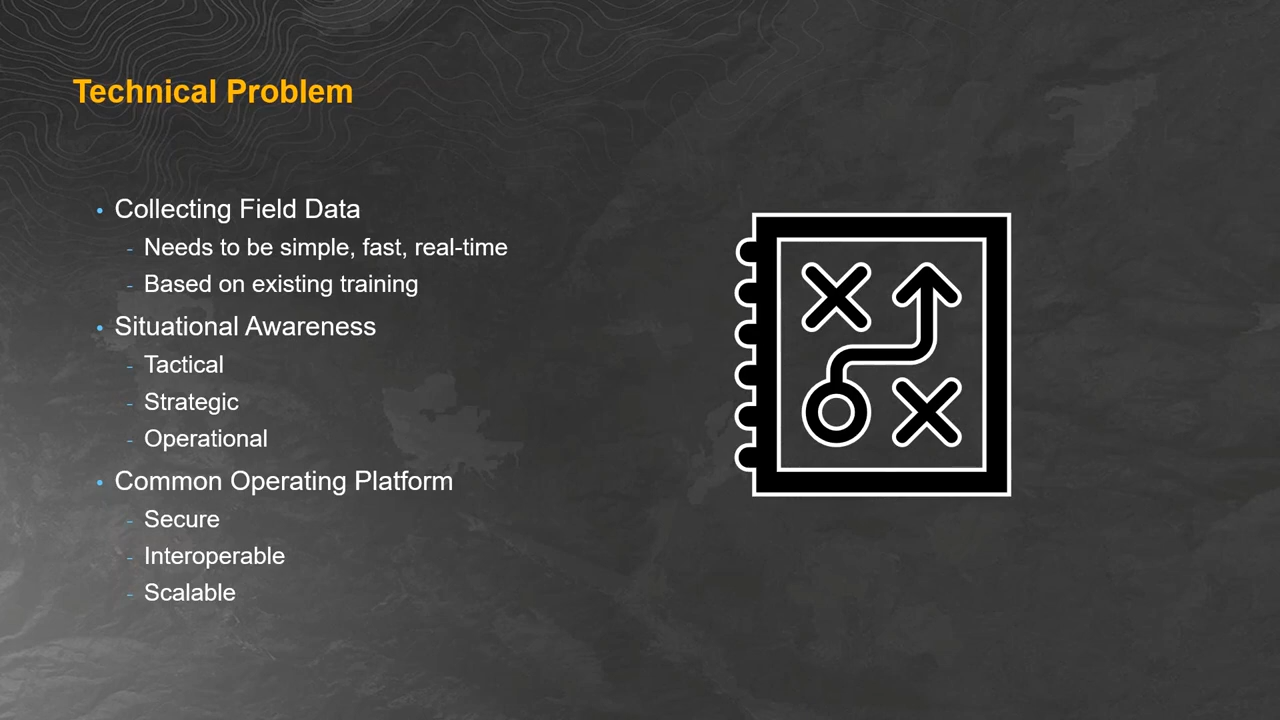 Technical Problem
• Collecting Field Data
- Needs to be simple, fast, real-time
- Based on existing training
• Situational Awareness
- Tactical
- Strategic
- Operational
• Common Operating Platform
- Secure
- Interoperable
- Scalable